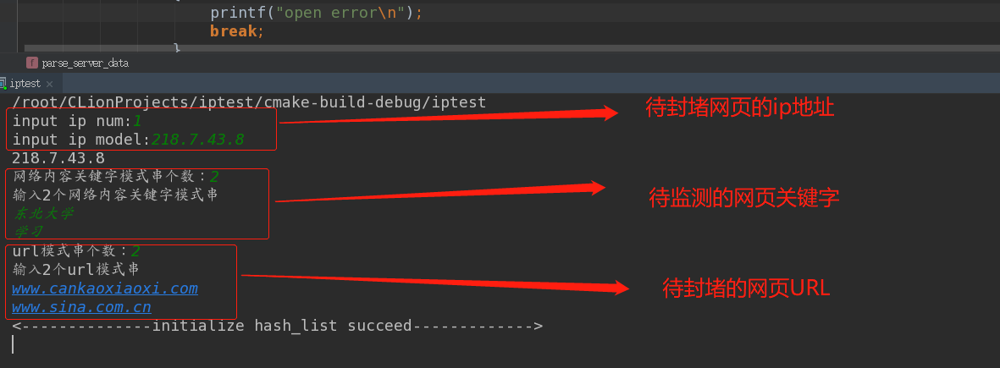 printf("open error\n");
break;
}
f parse_server_data
iptest ×
/root/CLionProjects/iptest/cmake-build-debug/iptest
input ip num:1
input ip model:218.7.43.8
218.7.43.8
待封堵网页的ip地址
网络内容关键字模式串个数：2
输入2个网络内容关键字模式串
东北大学
学习
待监测的网页关键字
url模式串个数：2
输入2个url模式串
www.cankaoxiaoxi.com
www.sina.com.cn
待封堵的网页URL
<--------------initialize hash_list succeed------------->